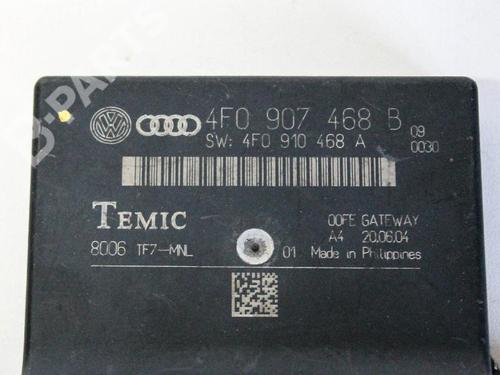 4F0 907 468 B
SW: 4F0 910 468 A
09
0030
TEMIC
8006 TF7-MNL
00FE GATEWAY
A4 20.06.04
01 Made in Philippines
B-PARTS